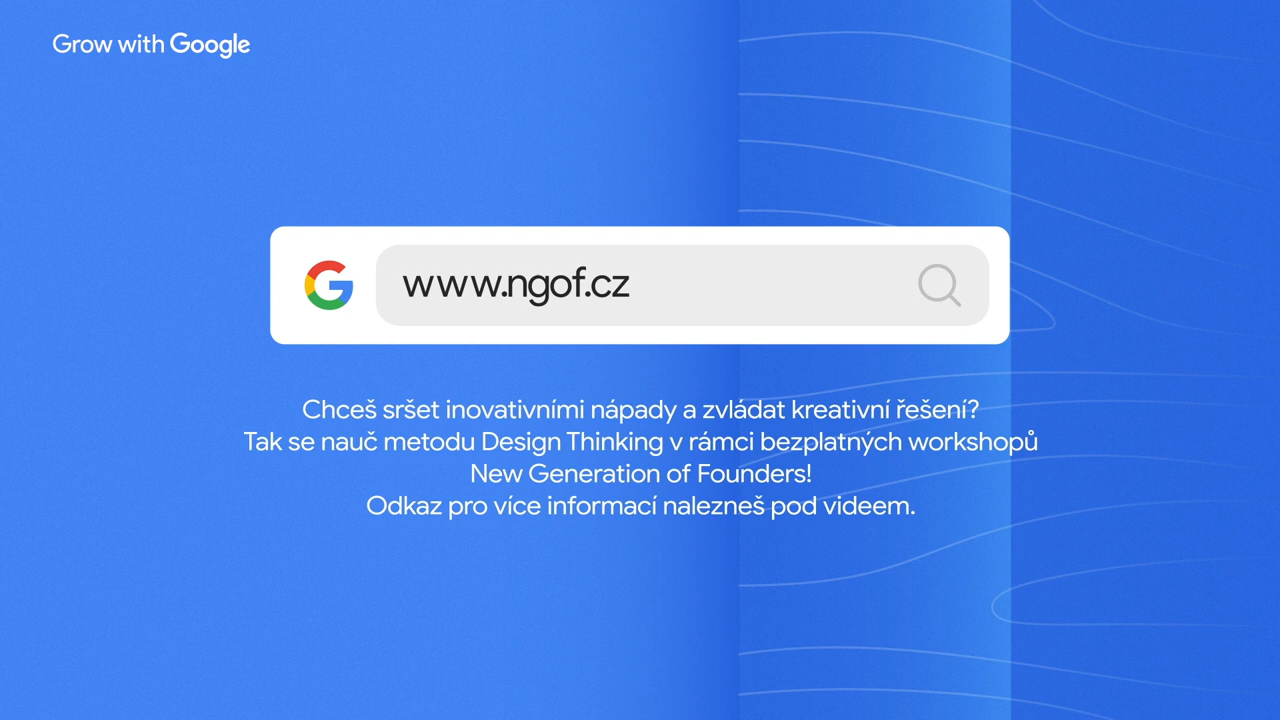 Grow with Google
www.ngof.cz
Chceš sršet inovativními nápady a zvládat kreativní řešení?
Tak se nauč metodu Design Thinking v rámci bezplatných workshopů
New Generation of Founders!
Odkaz pro více informací nalezneš pod videem.